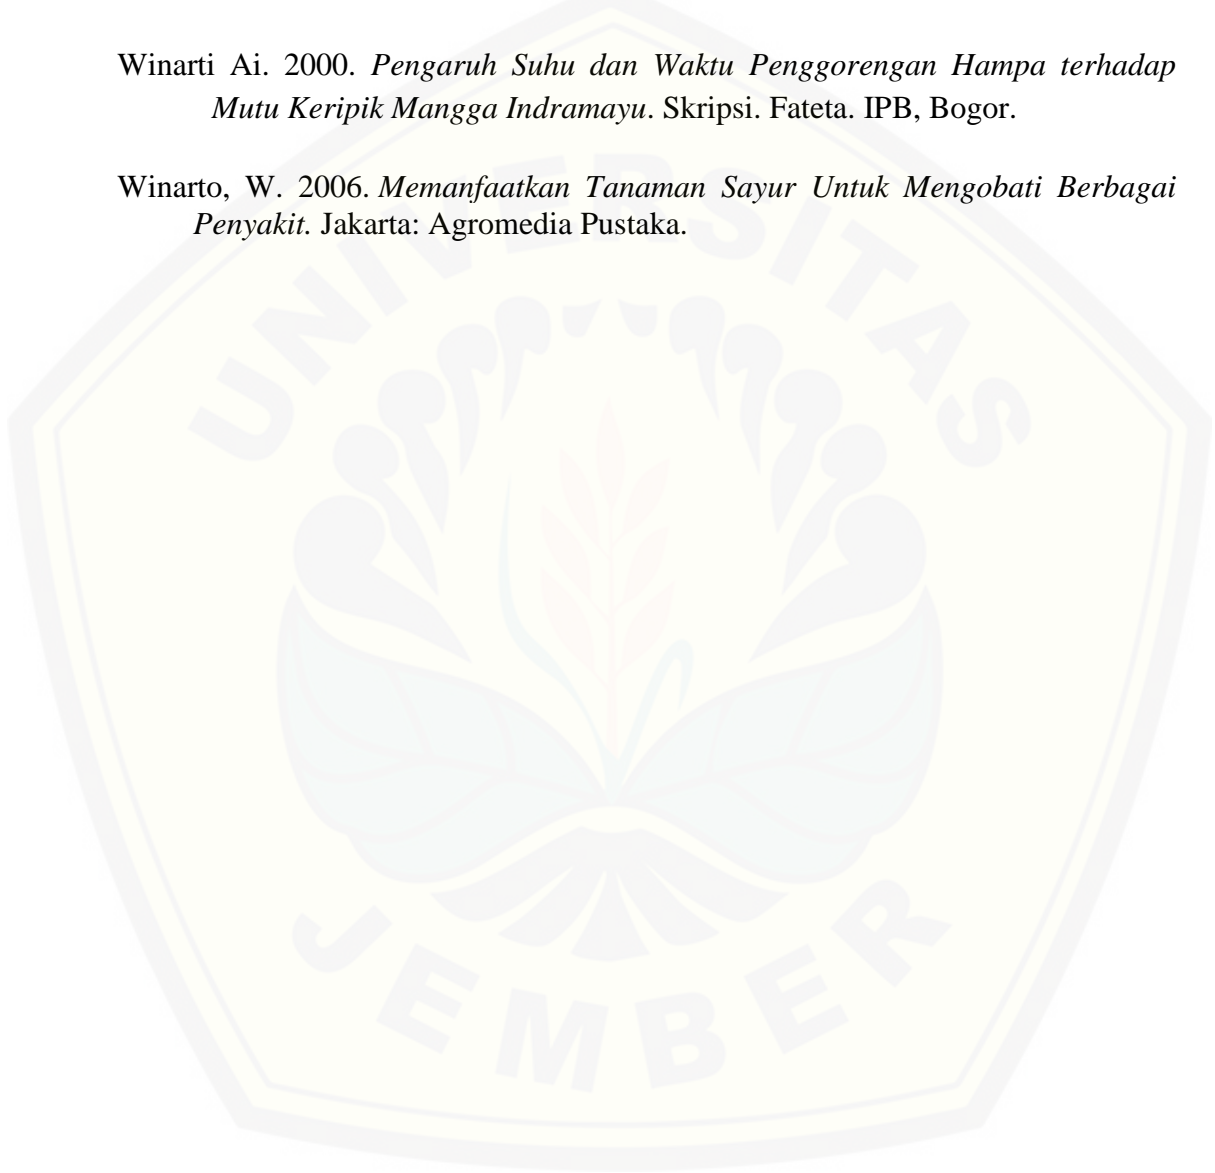 Winarti Ai. 2000. Pengaruh Suhu dan Waktu Penggorengan Hampa terhadap
Mutu Keripik Mangga Indramayu. Skripsi. Fateta. IPB, Bogor.
Winarto, W. 2006. Memanfaatkan Tanaman Sayur Untuk Mengobati Berbagai
Penyakit. Jakarta: Agromedia Pustaka.
UNIVERSITAS
JEMBER